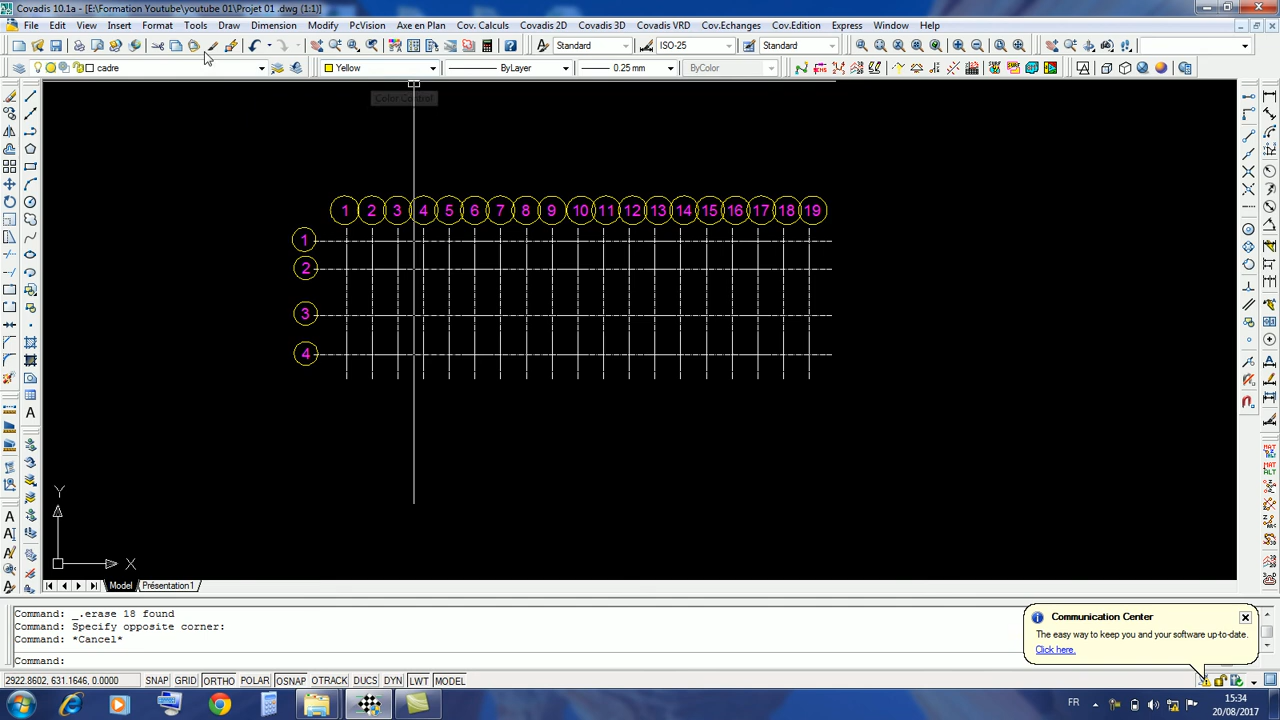 Covadis 10.1a - [E:\Formation Youtube\youtube 01\Projet 01 .dwg (1:1)]
File Edit View Insert Format Tools Draw Dimension Modify PcVision Axe en Plan Cov. Calculs Covadis 2D Covadis 3D Covadis VRD Cov.Echanges Cov.Edition Express Window Help
Standard ISO-25 Standard
cadre Yellow ByLayer 0.25 mm ByColor
Color Control
1 2 3 4 5 6 7 8 9 10 11 12 13 14 15 16 17 18 19
1
2
3
4
Y
X
Model Présentation1
Command: _.erase 18 found
Command: Specify opposite corner:
Command: *Cancel*
Command:
Communication Center
The easy way to keep you and your software up-to-date.
Click here.
2922.8602, 631.1646, 0.0000 SNAP GRID ORTHO POLAR OSNAP OTRACK DUCS DYN LWT MODEL
FR 15:34
20/08/2017